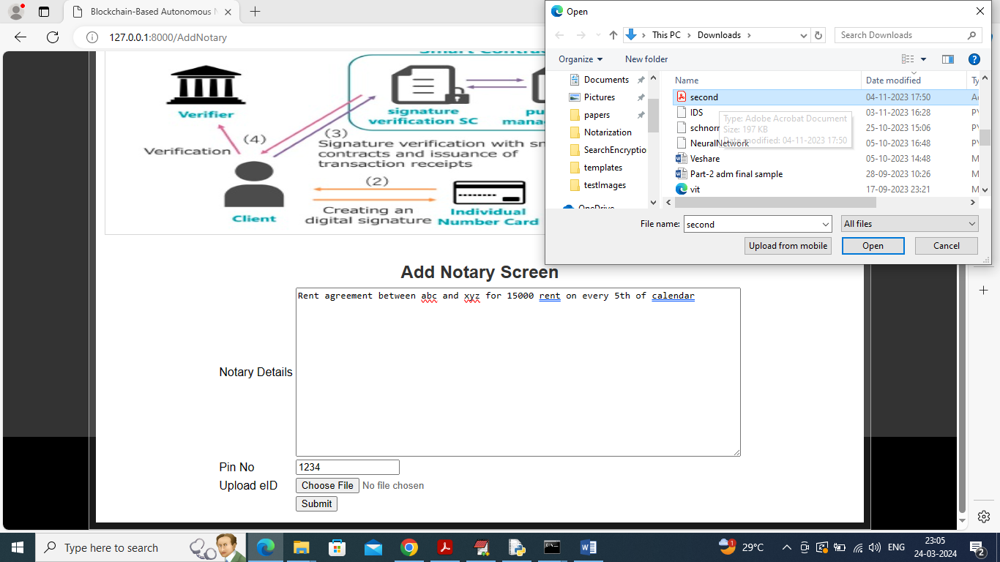 Blockchain-Based Autonomous N
127.0.0.1:8000/AddNotary
Open
This PC > Downloads >
Search Downloads
Organize
New folder
Documents
Pictures
papers
Notarization
SearchEncryptio
templates
testImages
OneDrive
Name Date modified Ty
second 04-11-2023 17:50 Ad
IDS 03-11-2023 16:28 PY
schnorr 25-10-2023 15:06 PY
NeuralNetwork 05-10-2023 16:48 PY
Veshare 05-10-2023 14:48 M
Part-2 adm final sample 28-09-2023 10:26 M
vit 17-09-2023 23:21 M
Type: Adobe Acrobat Document
Size: 197 KB
Date modified: 04-11-2023 17:50
File name: second
All files
Upload from mobile
Open
Cancel
Smart Contrac
Verifier
signature
verification SC
pu
mana
(4)
(3)
Verification
Signature verification with sm
contracts and issuance of
transaction receipts
(2)
Client
Creating an
digital signature
Individual
Number Card
Add Notary Screen
Notary Details
Rent agreement between abc and xyz for 15000 rent on every 5th of calendar
Pin No 1234
Upload eID Choose File No file chosen
Submit
Type here to search
1
29°C
ENG
23:05
24-03-2024
2